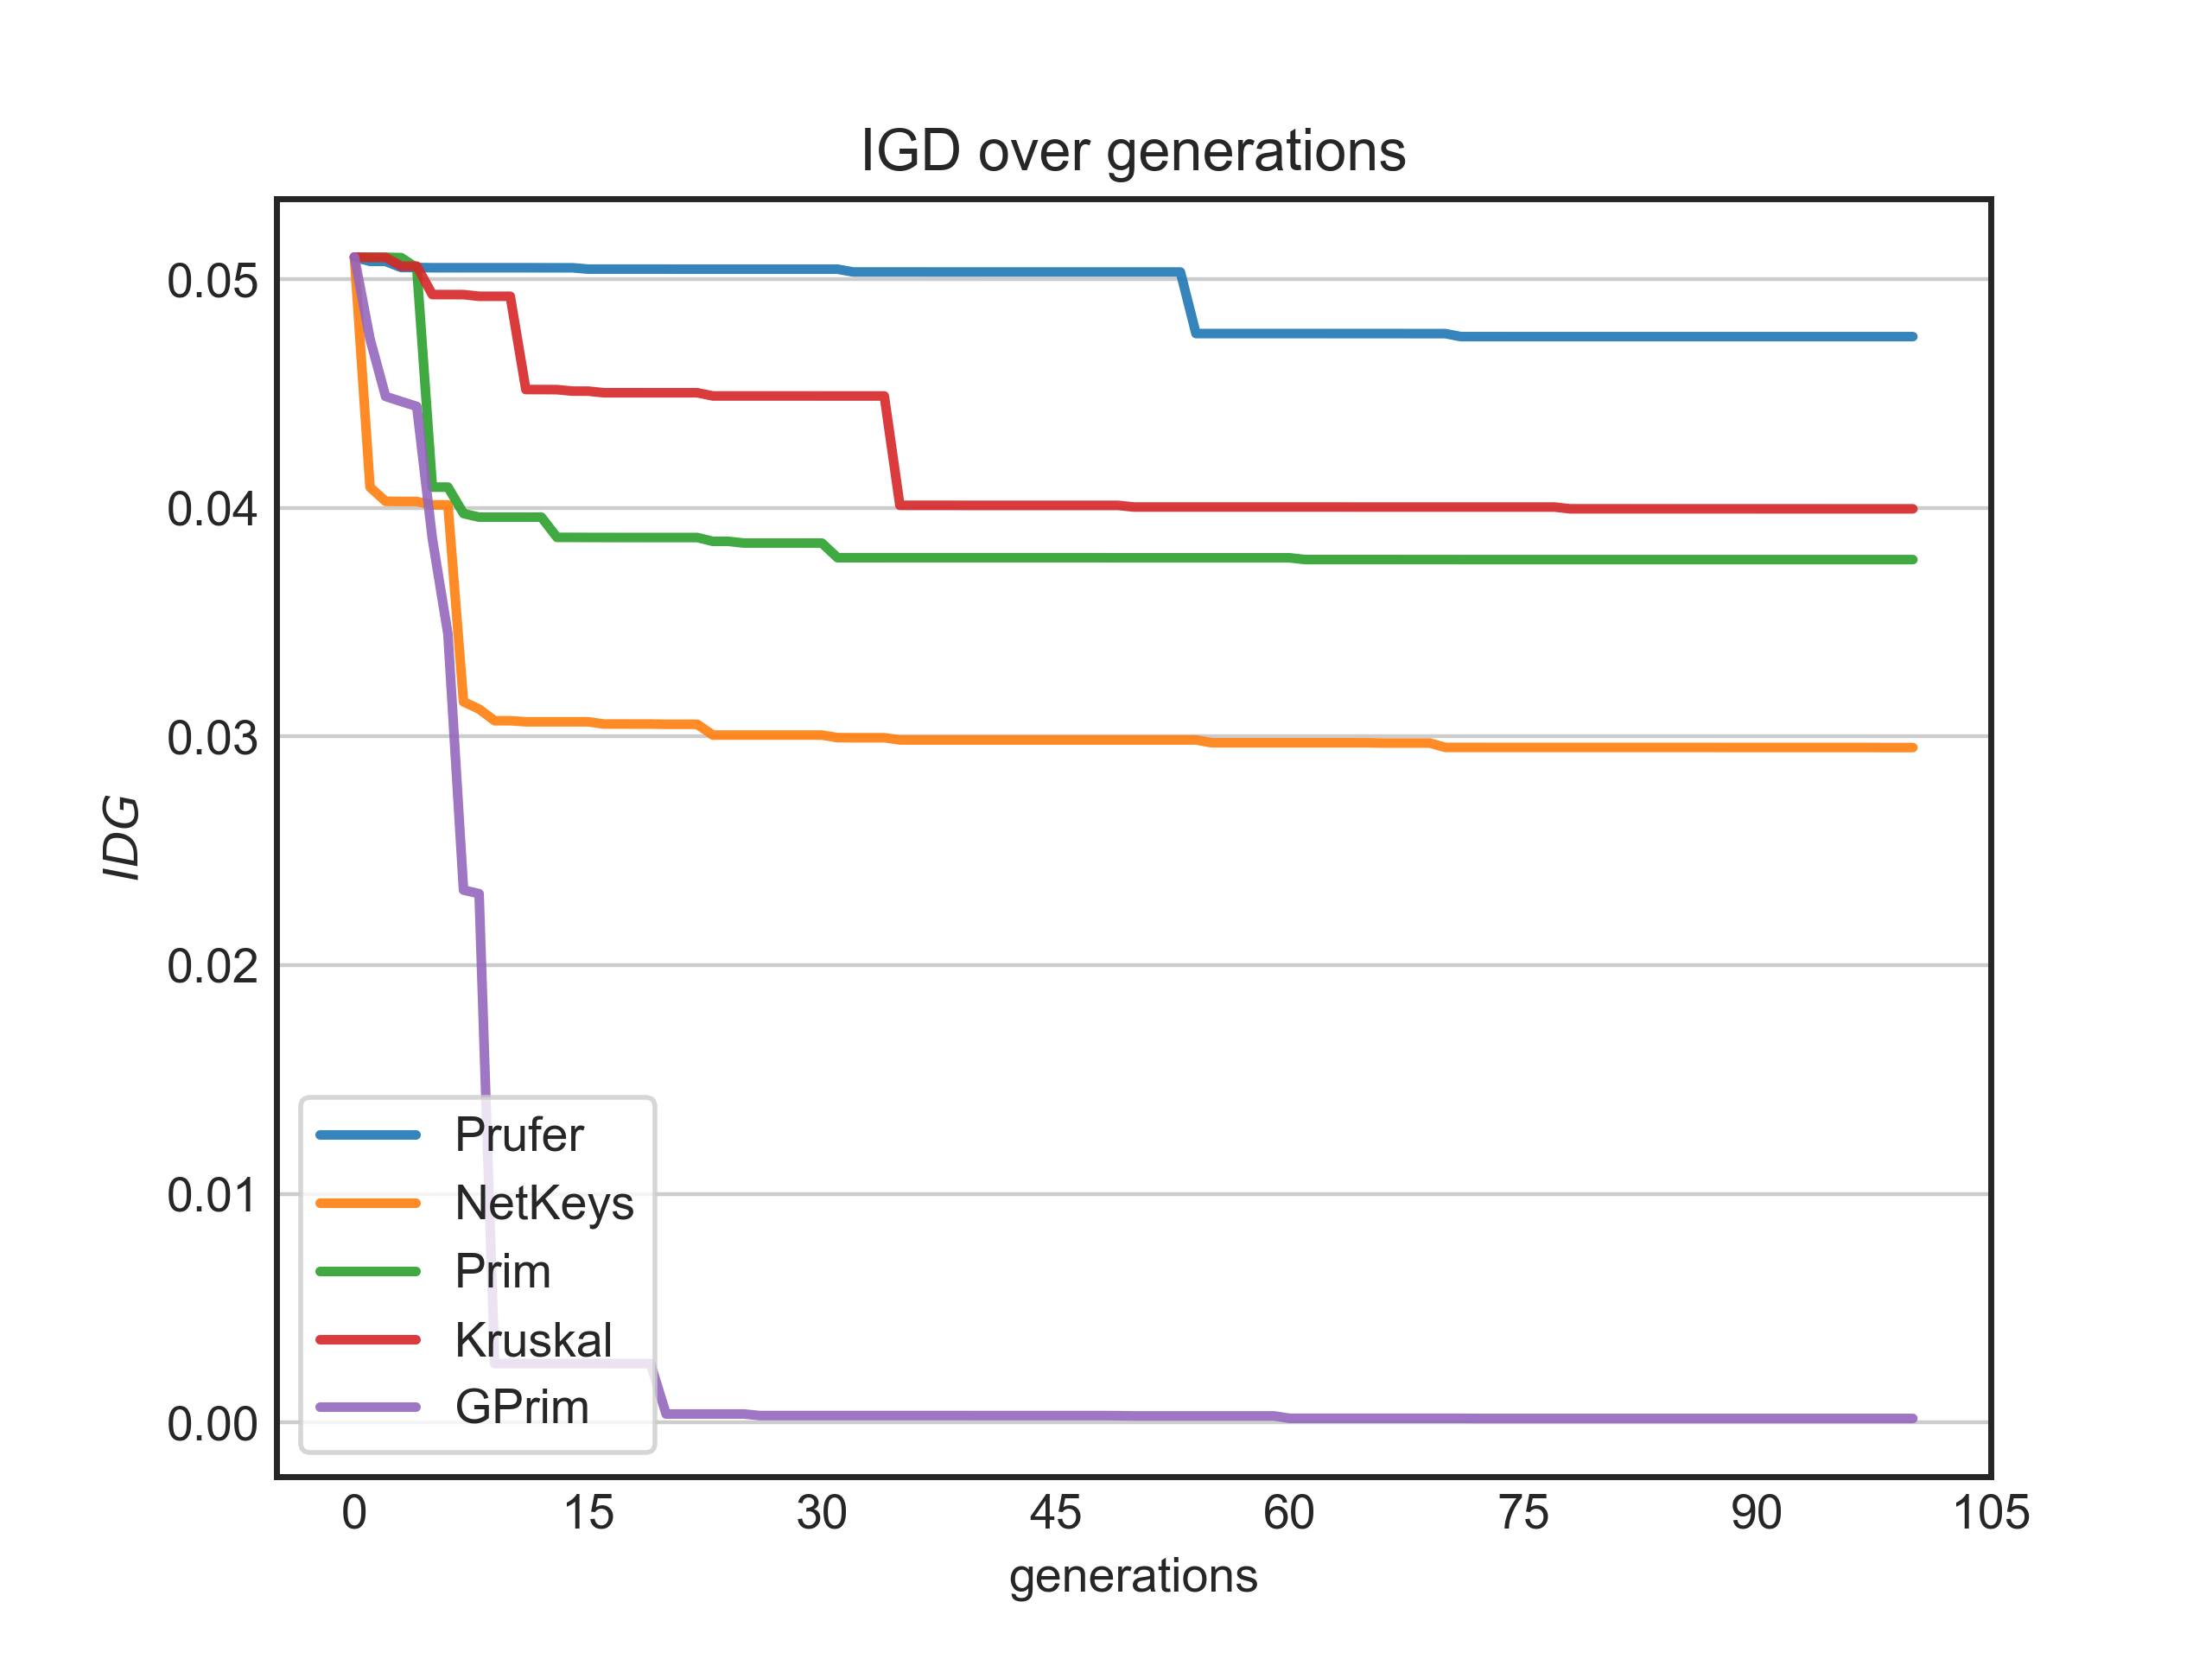 IGD over generations
IDG
0.05
0.04
0.03
0.02
0.01
0.00
Prufer
NetKeys
Prim
Kruskal
GPrim
0 15 30 45 60 75 90 105
generations